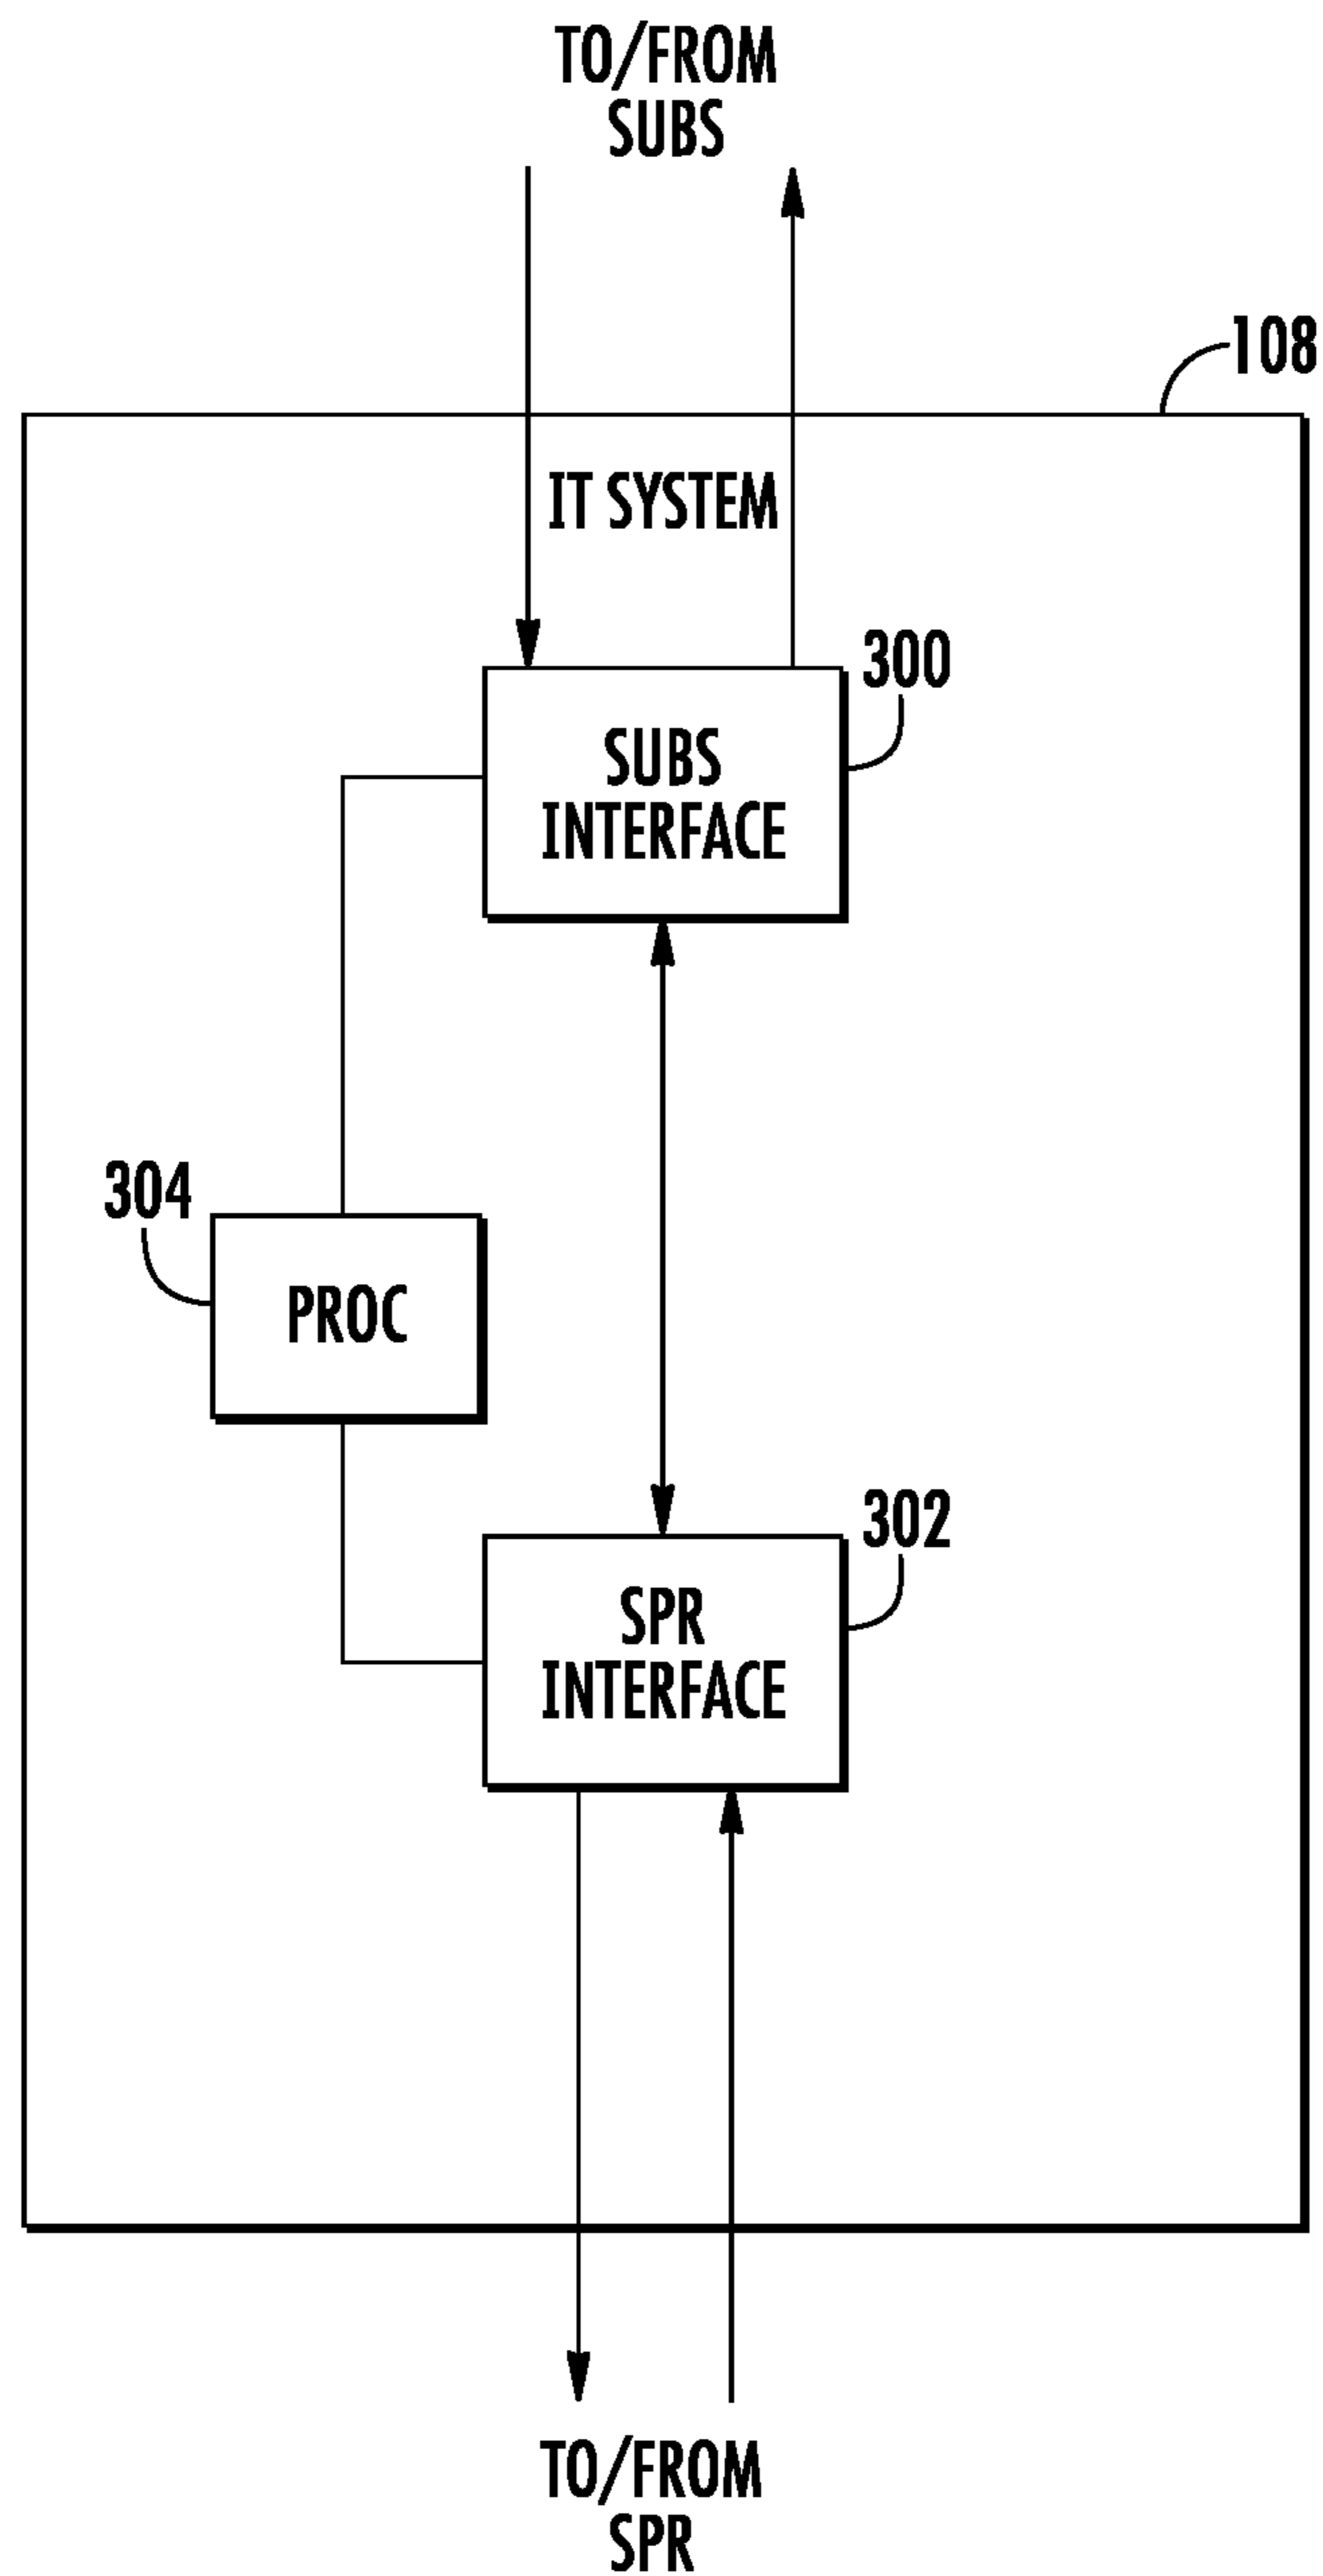 TO/FROM
SUBS
108
IT SYSTEM
300
SUBS
INTERFACE
304
PROC
302
SPR
INTERFACE
TO/FROM
SPR